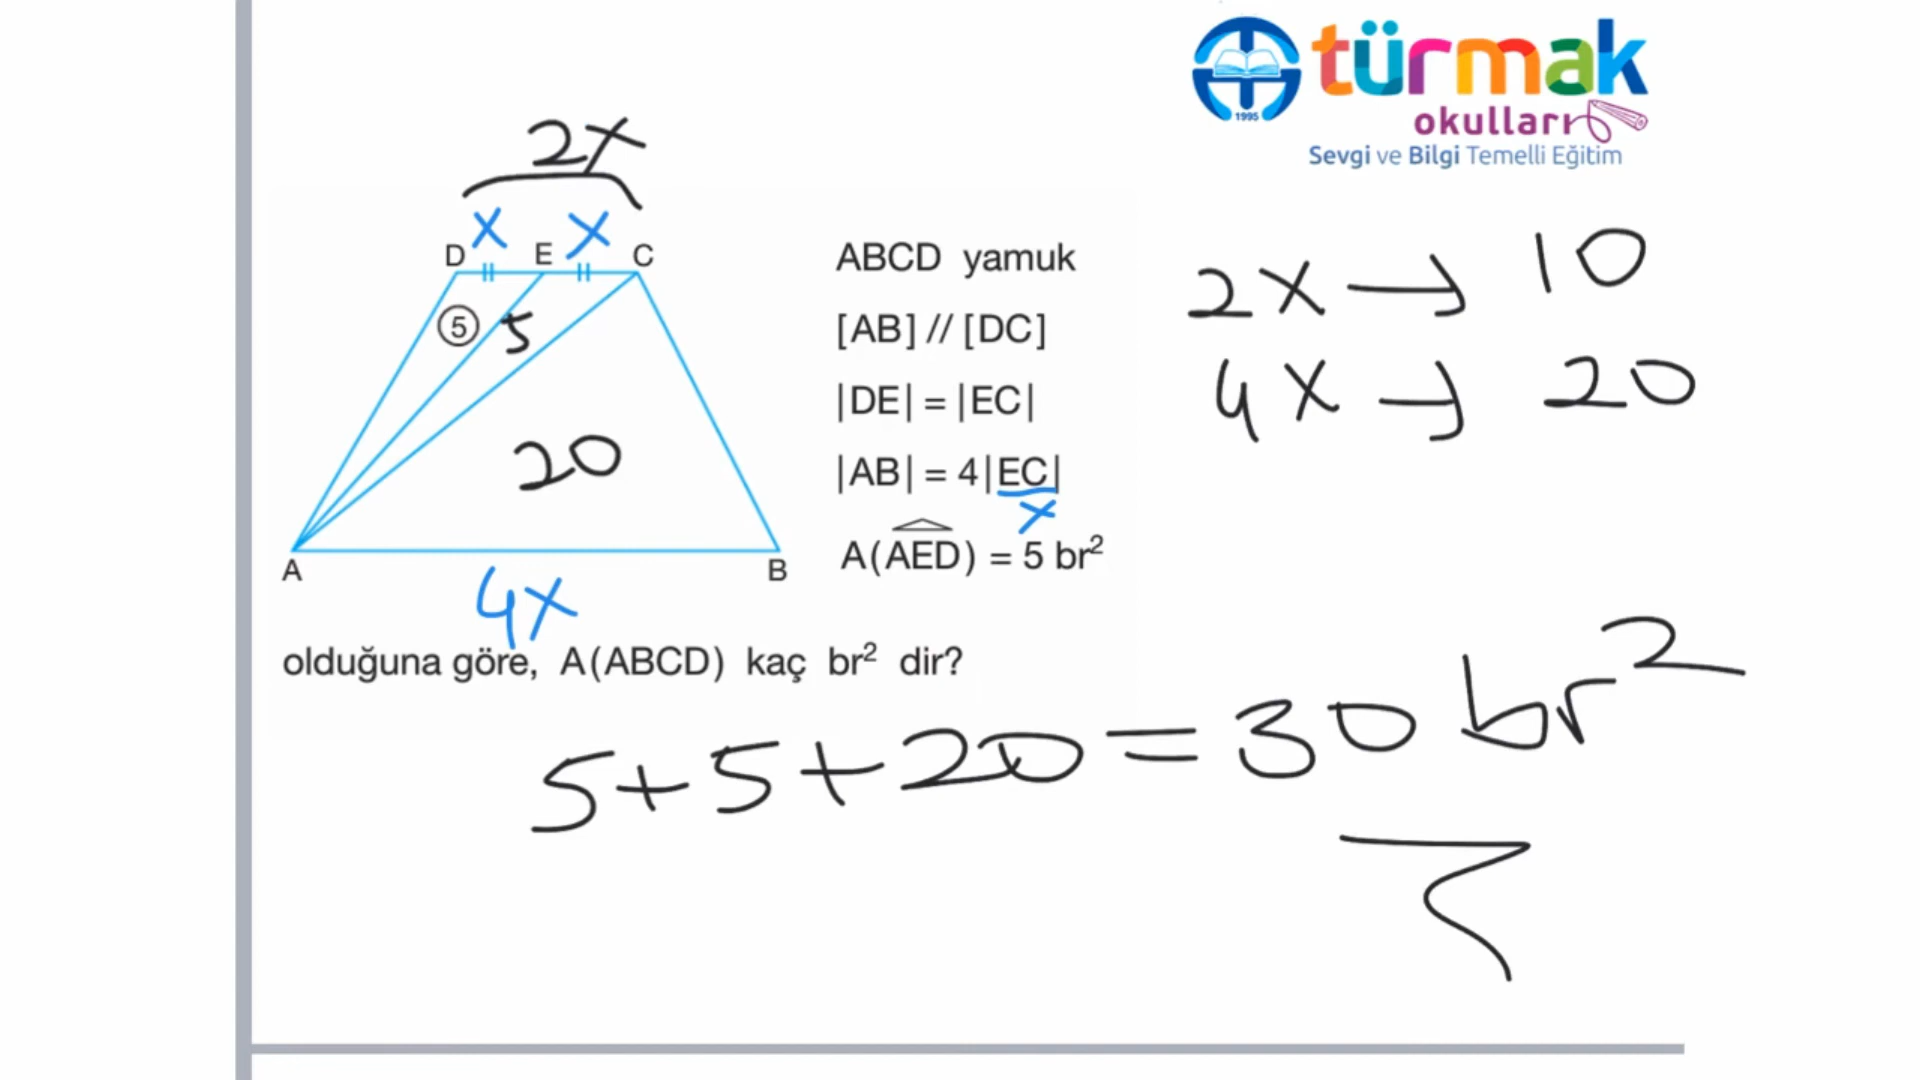 1995
türmak
okulları
Sevgi ve Bilgi Temelli Eğitim
2x
x x
D E C
5 5
20
A B
4x
ABCD yamuk
[AB] // [DC]
|DE| = |EC|
|AB| = 4|EC|
x
A(AED) = 5 br²
2x → 10
4x → 20
olduğuna göre, A(ABCD) kaç br² dir?
5+5+20=30 br²